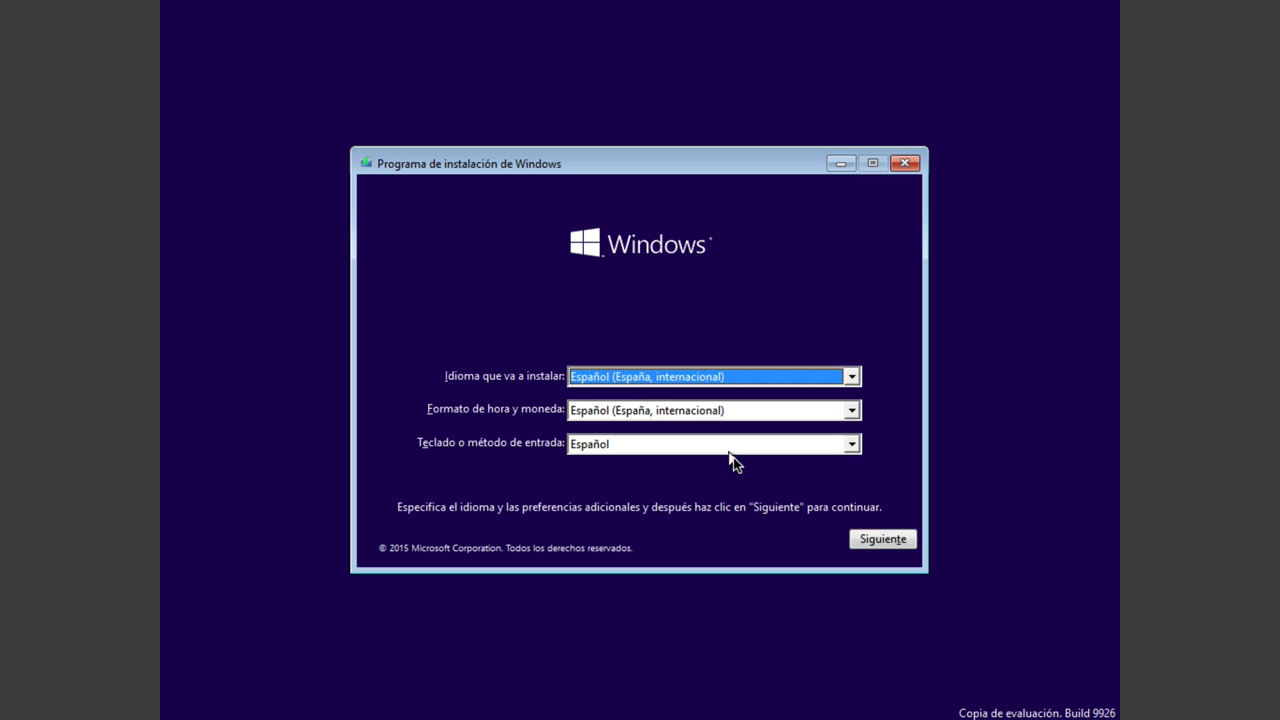 Programa de instalación de Windows
Windows
Idioma que va a instalar: Español (España, internacional)
Formato de hora y moneda: Español (España, internacional)
Teclado o método de entrada: Español
Especifica el idioma y las preferencias adicionales y después haz clic en "Siguiente" para continuar.
Siguiente
© 2015 Microsoft Corporation. Todos los derechos reservados.
Copia de evaluación. Build 9926